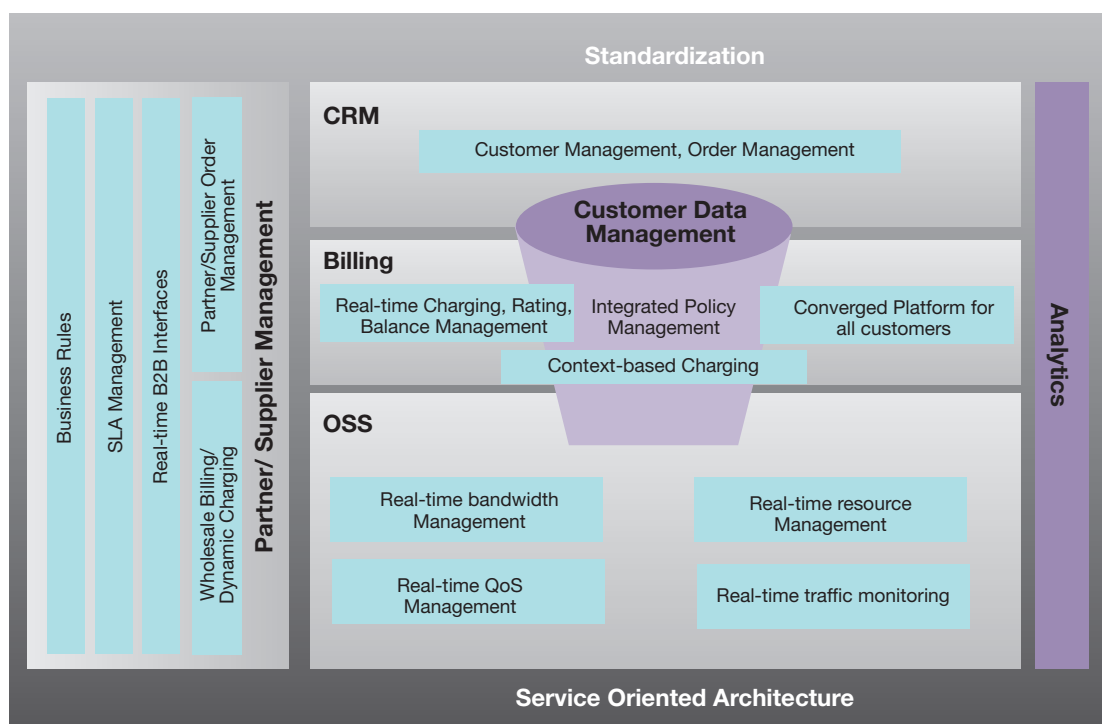 Standardization
Business Rules
SLA Management
Real-time B2B Interfaces
Partner/Supplier Order
Management
Wholesale Billing/
Dynamic Charging
Partner/ Supplier Management
CRM
Customer Management, Order Management
Customer Data
Management
Billing
Real-time Charging, Rating,
Balance Management
Integrated Policy
Management
Converged Platform for
all customers
Context-based Charging
OSS
Real-time bandwidth
Management
Real-time resource
Management
Real-time QoS
Management
Real-time traffic monitoring
Analytics
Service Oriented Architecture